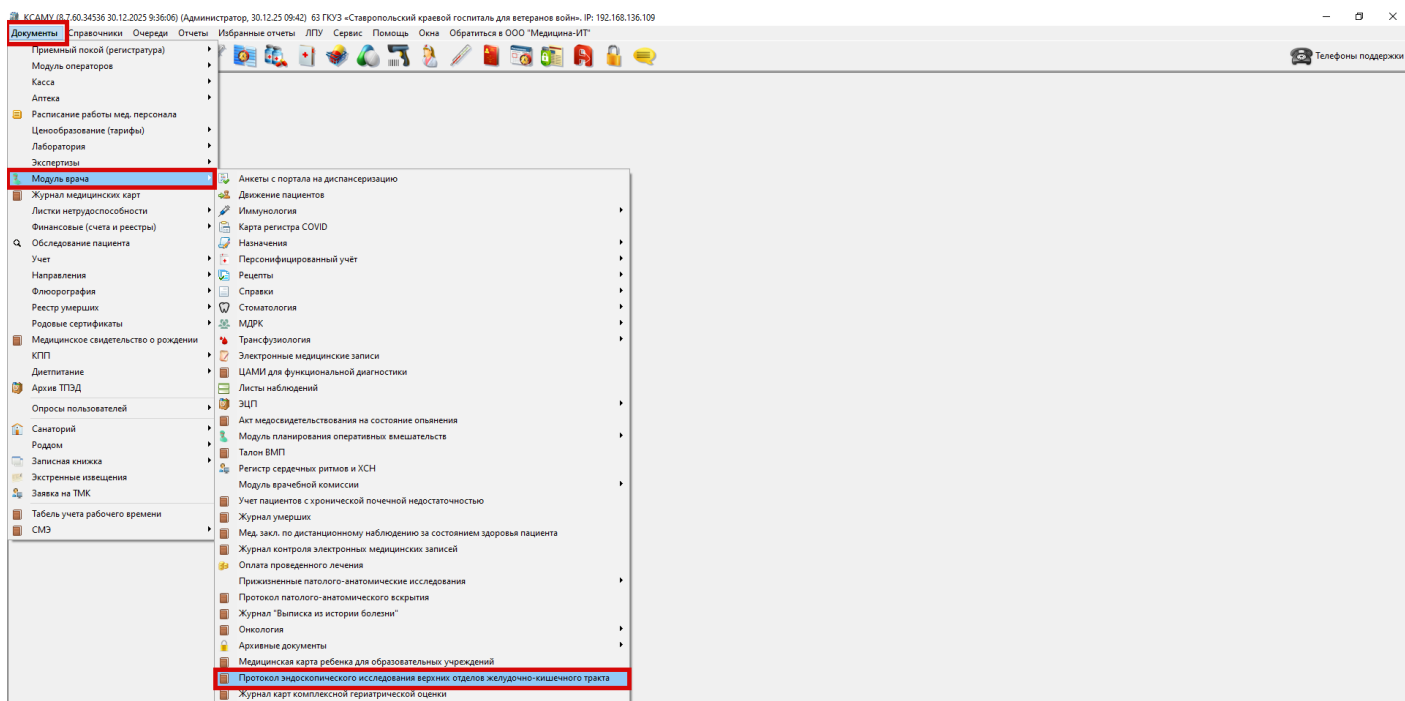 КСАМУ (8.7.60.34536 30.12.2025 9:36:06) (Администратор, 30.12.25 09:42) 63 ГКУЗ «Ставропольский краевой госпиталь для ветеранов войн». IP: 192.168.136.109
Документы Справочники Очереди Отчеты Избранные отчеты ЛПУ Сервис Помощь Окна Обратиться в ООО "Медицина-ИТ"
Телефоны поддержки
Приемный покой (регистратура)
Модуль операторов
Касса
Аптека
Расписание работы мед. персонала
Ценообразование (тарифы)
Лаборатория
Экспертизы
Модуль врача
Журнал медицинских карт
Листки нетрудоспособности
Финансовые (счета и реестры)
Обследование пациента
Учет
Направления
Флюорография
Реестр умерших
Родовые сертификаты
Медицинское свидетельство о рождении
КПП
Диетпитание
Архив ТПЭД
Опросы пользователей
Санаторий
Роддом
Записная книжка
Экстренные извещения
Заявка на ТМК
Табель учета рабочего времени
СМЭ
Анкеты с портала на диспансеризацию
Движение пациентов
Иммунология
Карта регистра COVID
Назначения
Персонифицированный учёт
Рецепты
Справки
Стоматология
МДРК
Трансфузиология
Электронные медицинские записи
ЦАМИ для функциональной диагностики
Листы наблюдений
ЭЦП
Акт медосвидетельствования на состояние опьянения
Модуль планирования оперативных вмешательств
Талон ВМП
Регистр сердечных ритмов и ХСН
Модуль врачебной комиссии
Учет пациентов с хронической почечной недостаточностью
Журнал умерших
Мед. закл. по дистанционному наблюдению за состоянием здоровья пациента
Журнал контроля электронных медицинских записей
Оплата проведенного лечения
Прижизненные патолого-анатомические исследования
Протокол патолого-анатомического вскрытия
Журнал "Выписка из истории болезни"
Онкология
Архивные документы
Медицинская карта ребенка для образовательных учреждений
Протокол эндоскопического исследования верхних отделов желудочно-кишечного тракта
Журнал карт комплексной гериатрической оценки